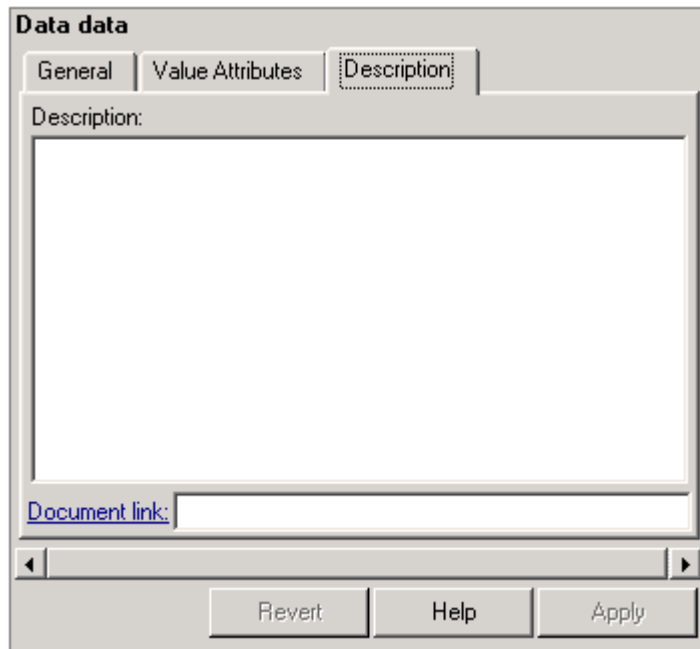 Data data
General Value Attributes Description
Description:
Document link:
Revert Help Apply